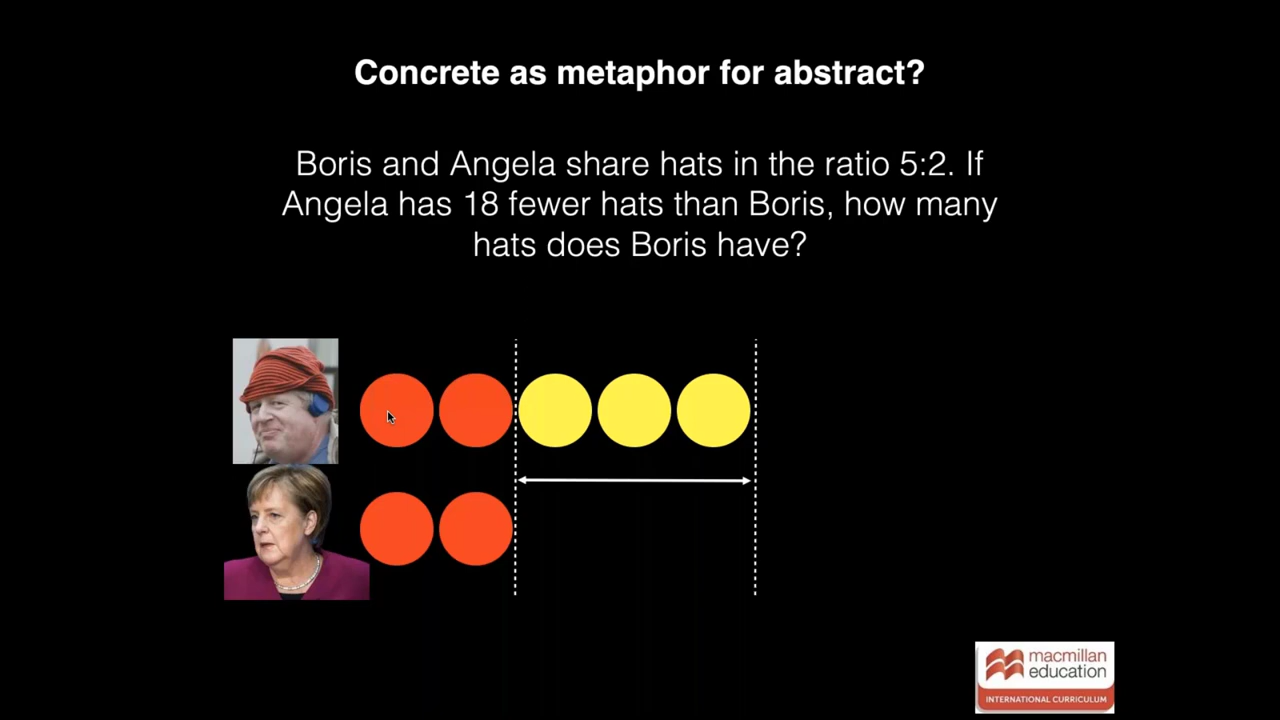 Concrete as metaphor for abstract?
Boris and Angela share hats in the ratio 5:2. If
Angela has 18 fewer hats than Boris, how many
hats does Boris have?
macmillan
education
INTERNATIONAL CURRICULUM